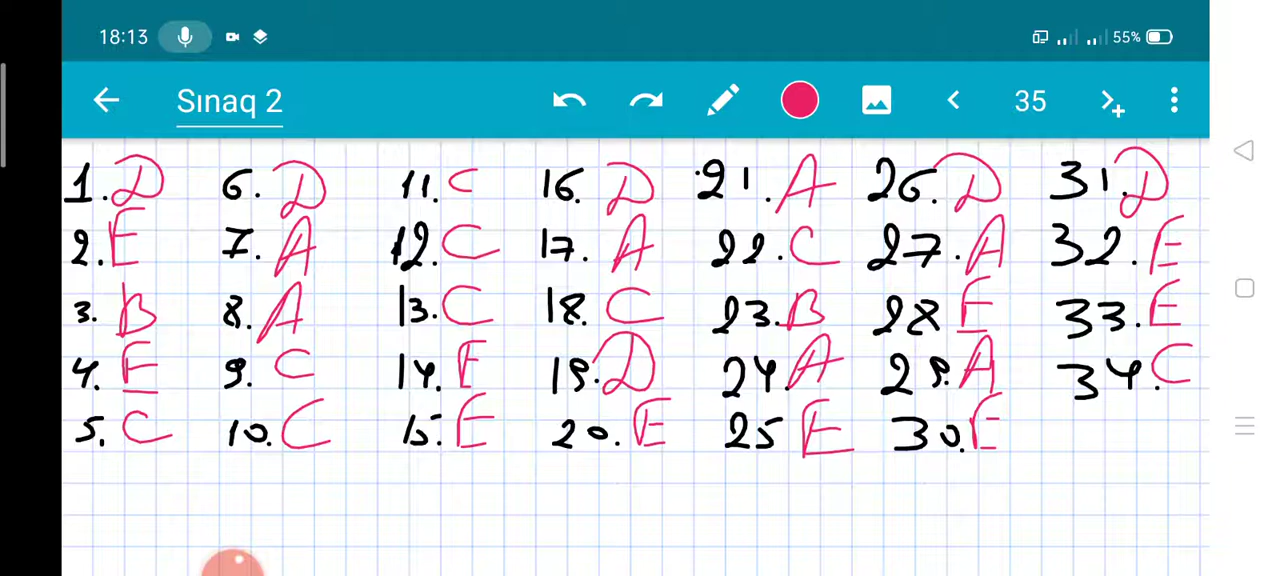 18:13 55%
Sınaq 2 35
1. D 6. D 11. C 16. D 21. A 26. D 31. D
2. E 7. A 12. C 17. A 22. C 27. A 32. E
3. B 8. A 13. C 18. C 23. B 28 E 33. E
4. E 9. C 14. E 19. D 24. A 29. A 34. C
5. C 10. C 15. E 20. E 25 E 30. E